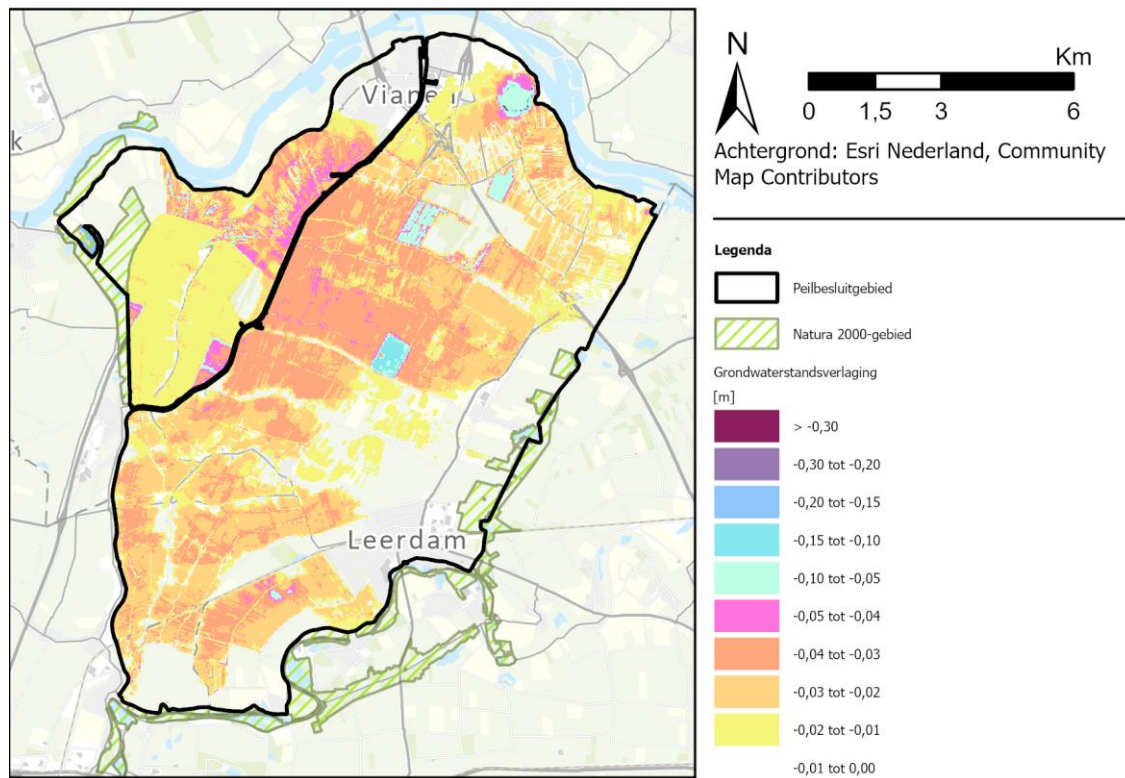 Vianen
k
Leerdam
N
Km
0 1,5 3 6
Achtergrond: Esri Nederland, Community
Map Contributors
Legenda
Peilbesluitgebied
Natura 2000-gebied
Grondwaterstandsverlaging
[m]
> -0,30
-0,30 tot -0,20
-0,20 tot -0,15
-0,15 tot -0,10
-0,10 tot -0,05
-0,05 tot -0,04
-0,04 tot -0,03
-0,03 tot -0,02
-0,02 tot -0,01
-0,01 tot 0,00